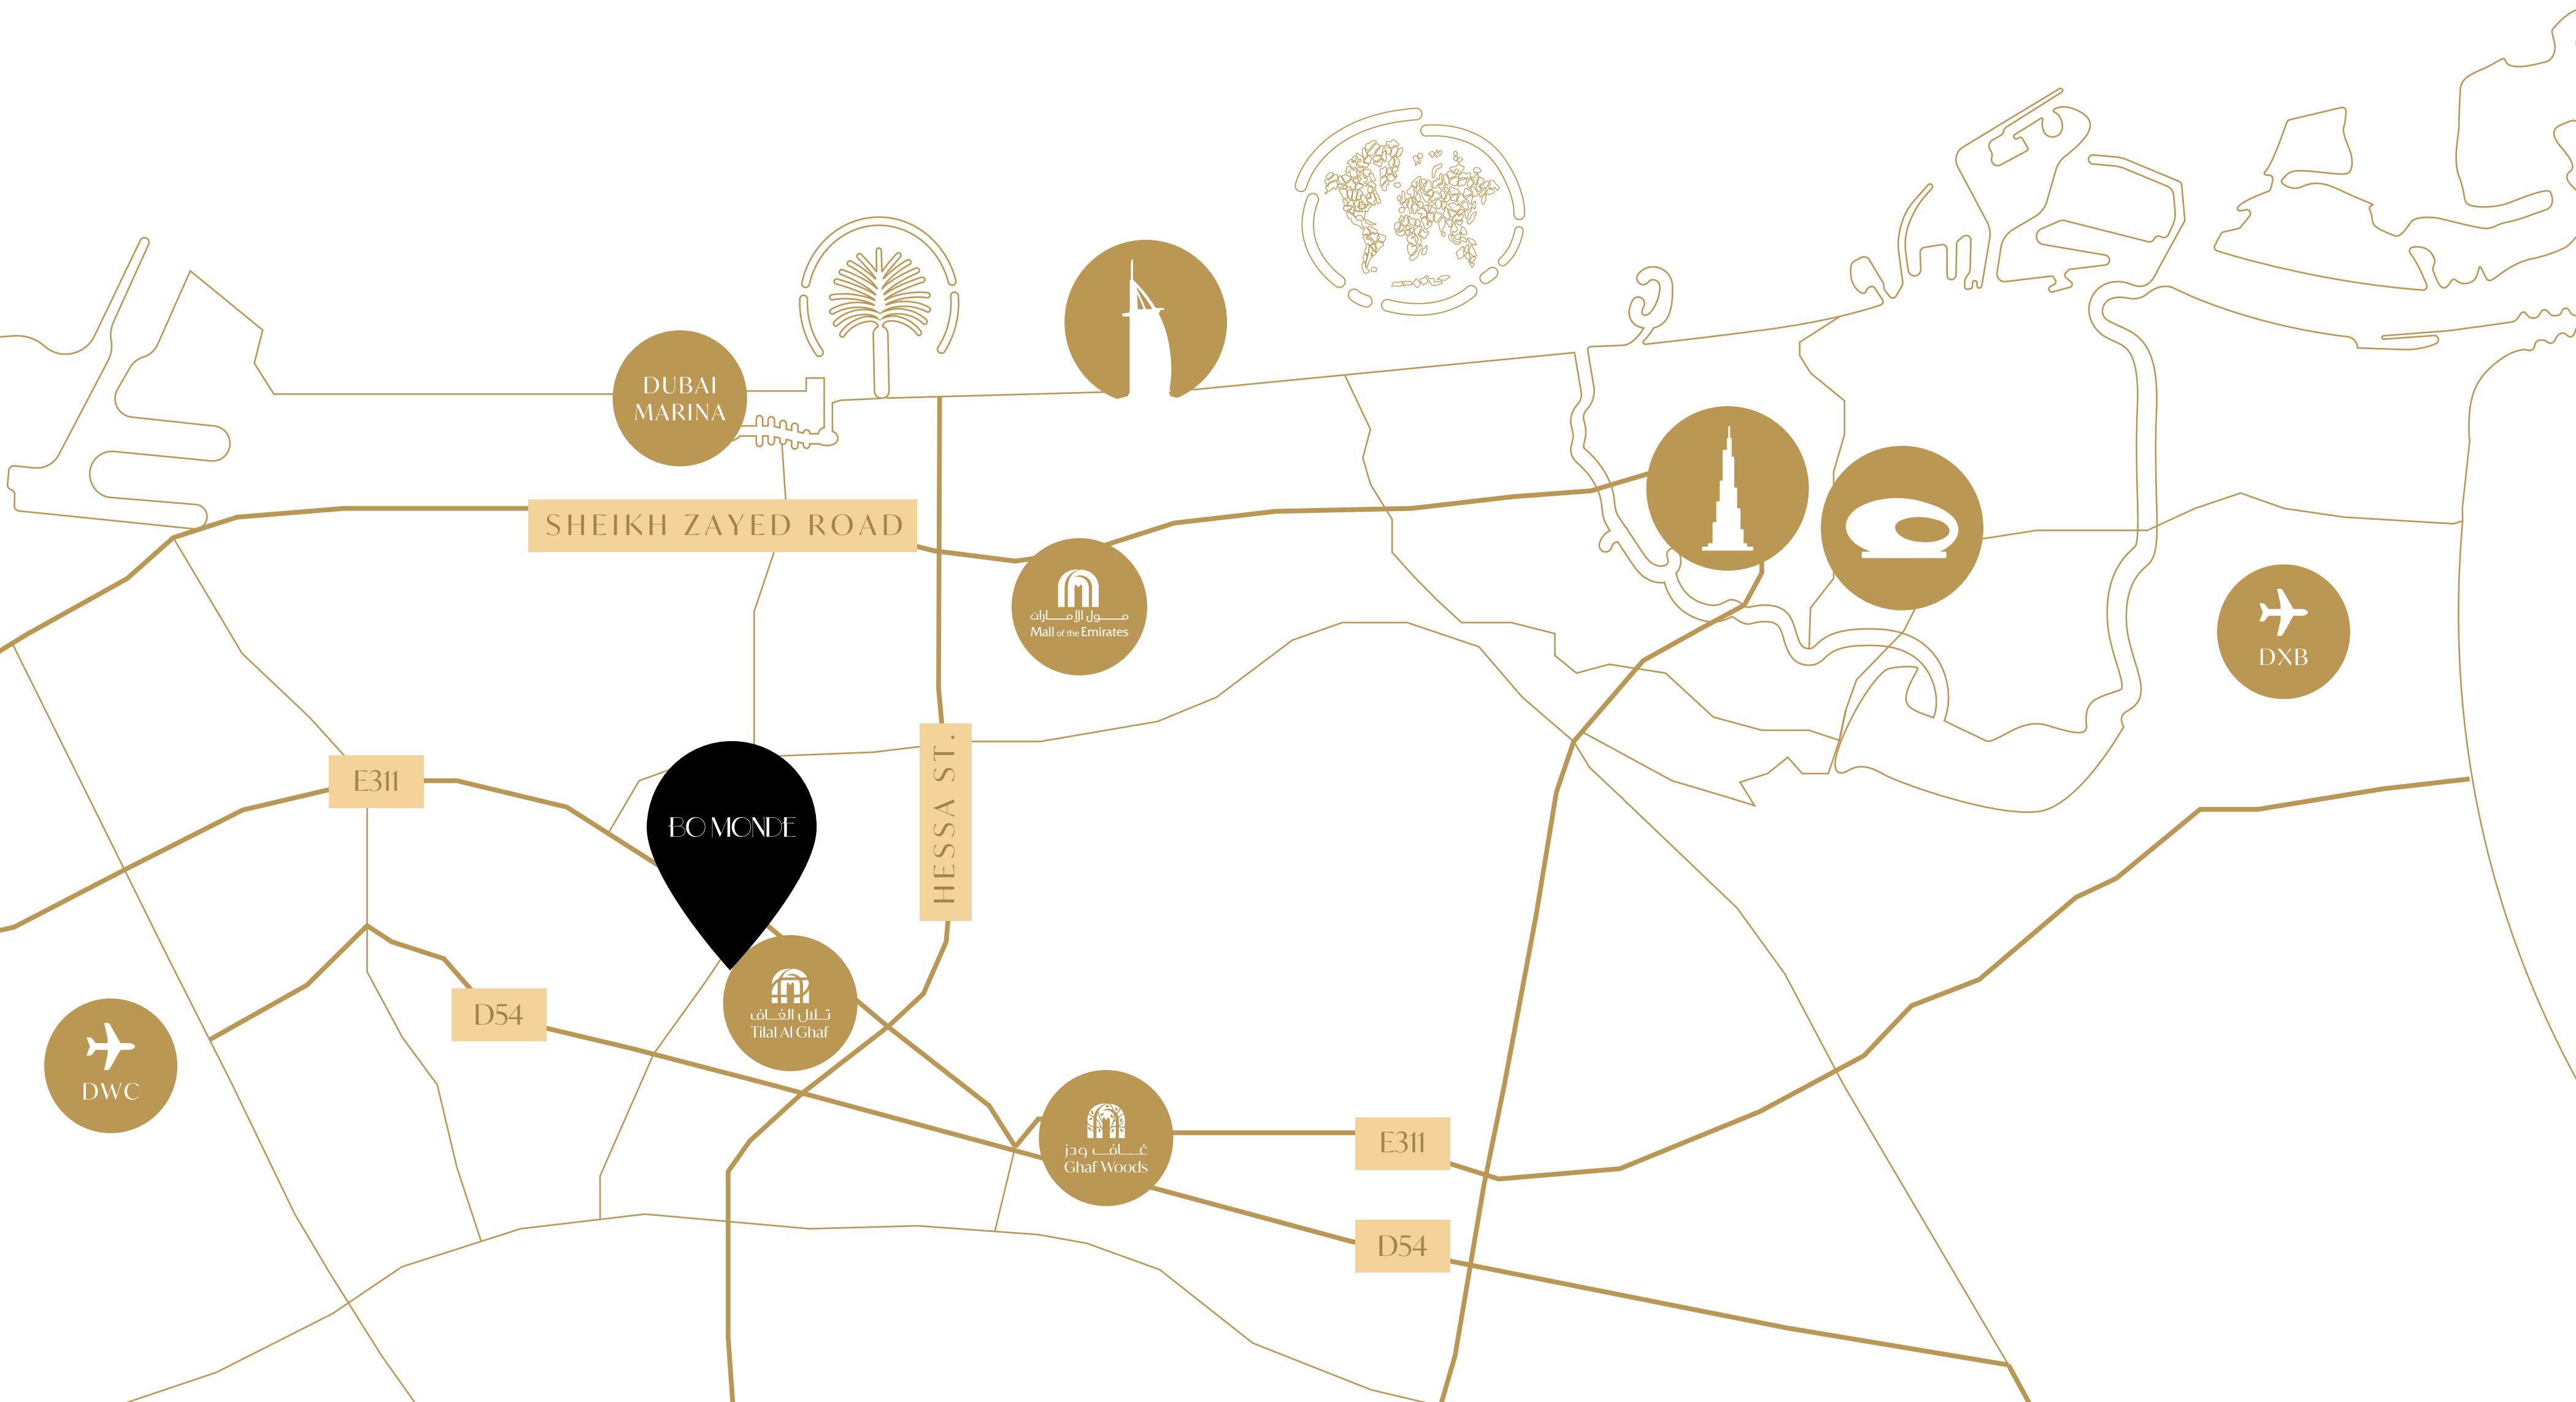 DUBAI
MARINA
SHEIKH ZAYED ROAD
مول الإمارات
Mall of the Emirates
DXB
HESSA ST.
E311
BO MONDE
D54
تلال الغاف
Tilal Al Ghaf
DWC
غاف وودز
Ghaf Woods
E311
D54